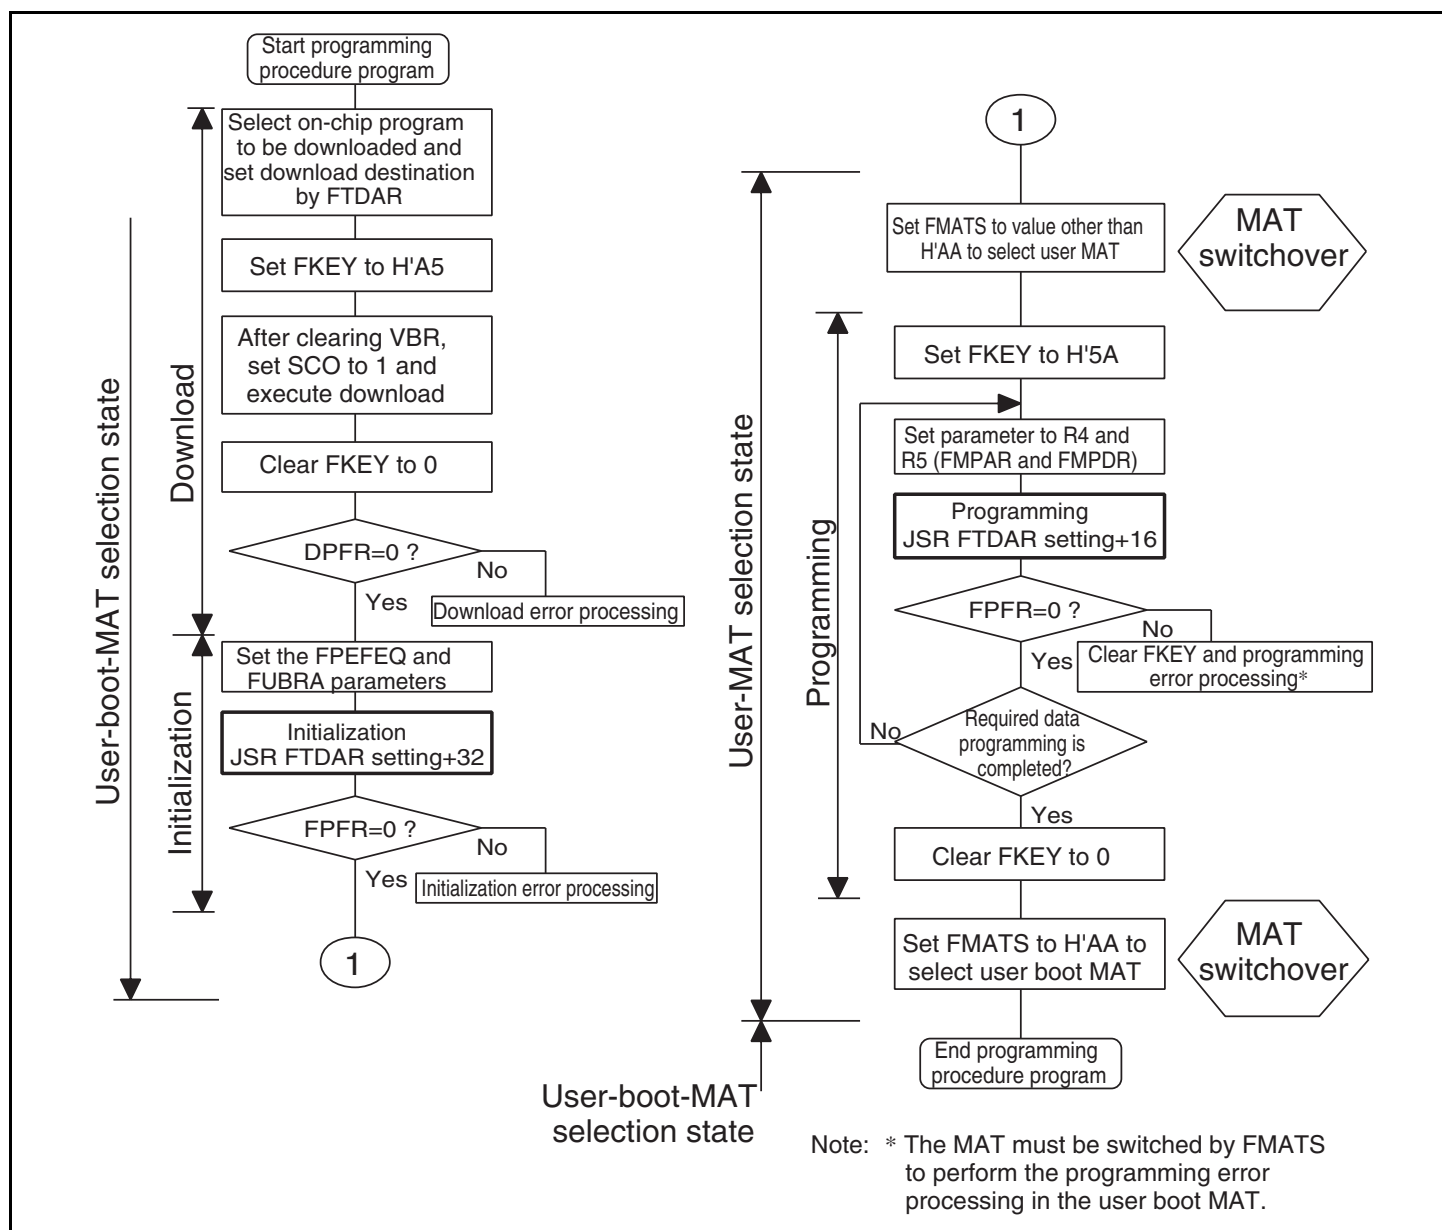 Start programming
procedure program
Select on-chip program
to be downloaded and
set download destination
by FTDAR
Set FKEY to H'A5
After clearing VBR,
set SCO to 1 and
execute download
Clear FKEY to 0
DPFR=0 ?
No
Yes
Download error processing
Set the FPEFEQ and
FUBRA parameters
Initialization
JSR FTDAR setting+32
FPFR=0 ?
No
Yes
Initialization error processing
1
User-boot-MAT selection state
Download
Initialization
1
Set FMATS to value other than
H'AA to select user MAT
MAT
switchover
Set FKEY to H'5A
Set parameter to R4 and
R5 (FMPAR and FMPDR)
Programming
JSR FTDAR setting+16
FPFR=0 ?
No
Yes
Clear FKEY and programming
error processing*
Required data
programming is
completed?
No
Yes
Clear FKEY to 0
Set FMATS to H'AA to
select user boot MAT
MAT
switchover
End programming
procedure program
User-MAT selection state
Programming
User-boot-MAT
selection state
Note: * The MAT must be switched by FMATS
to perform the programming error
processing in the user boot MAT.